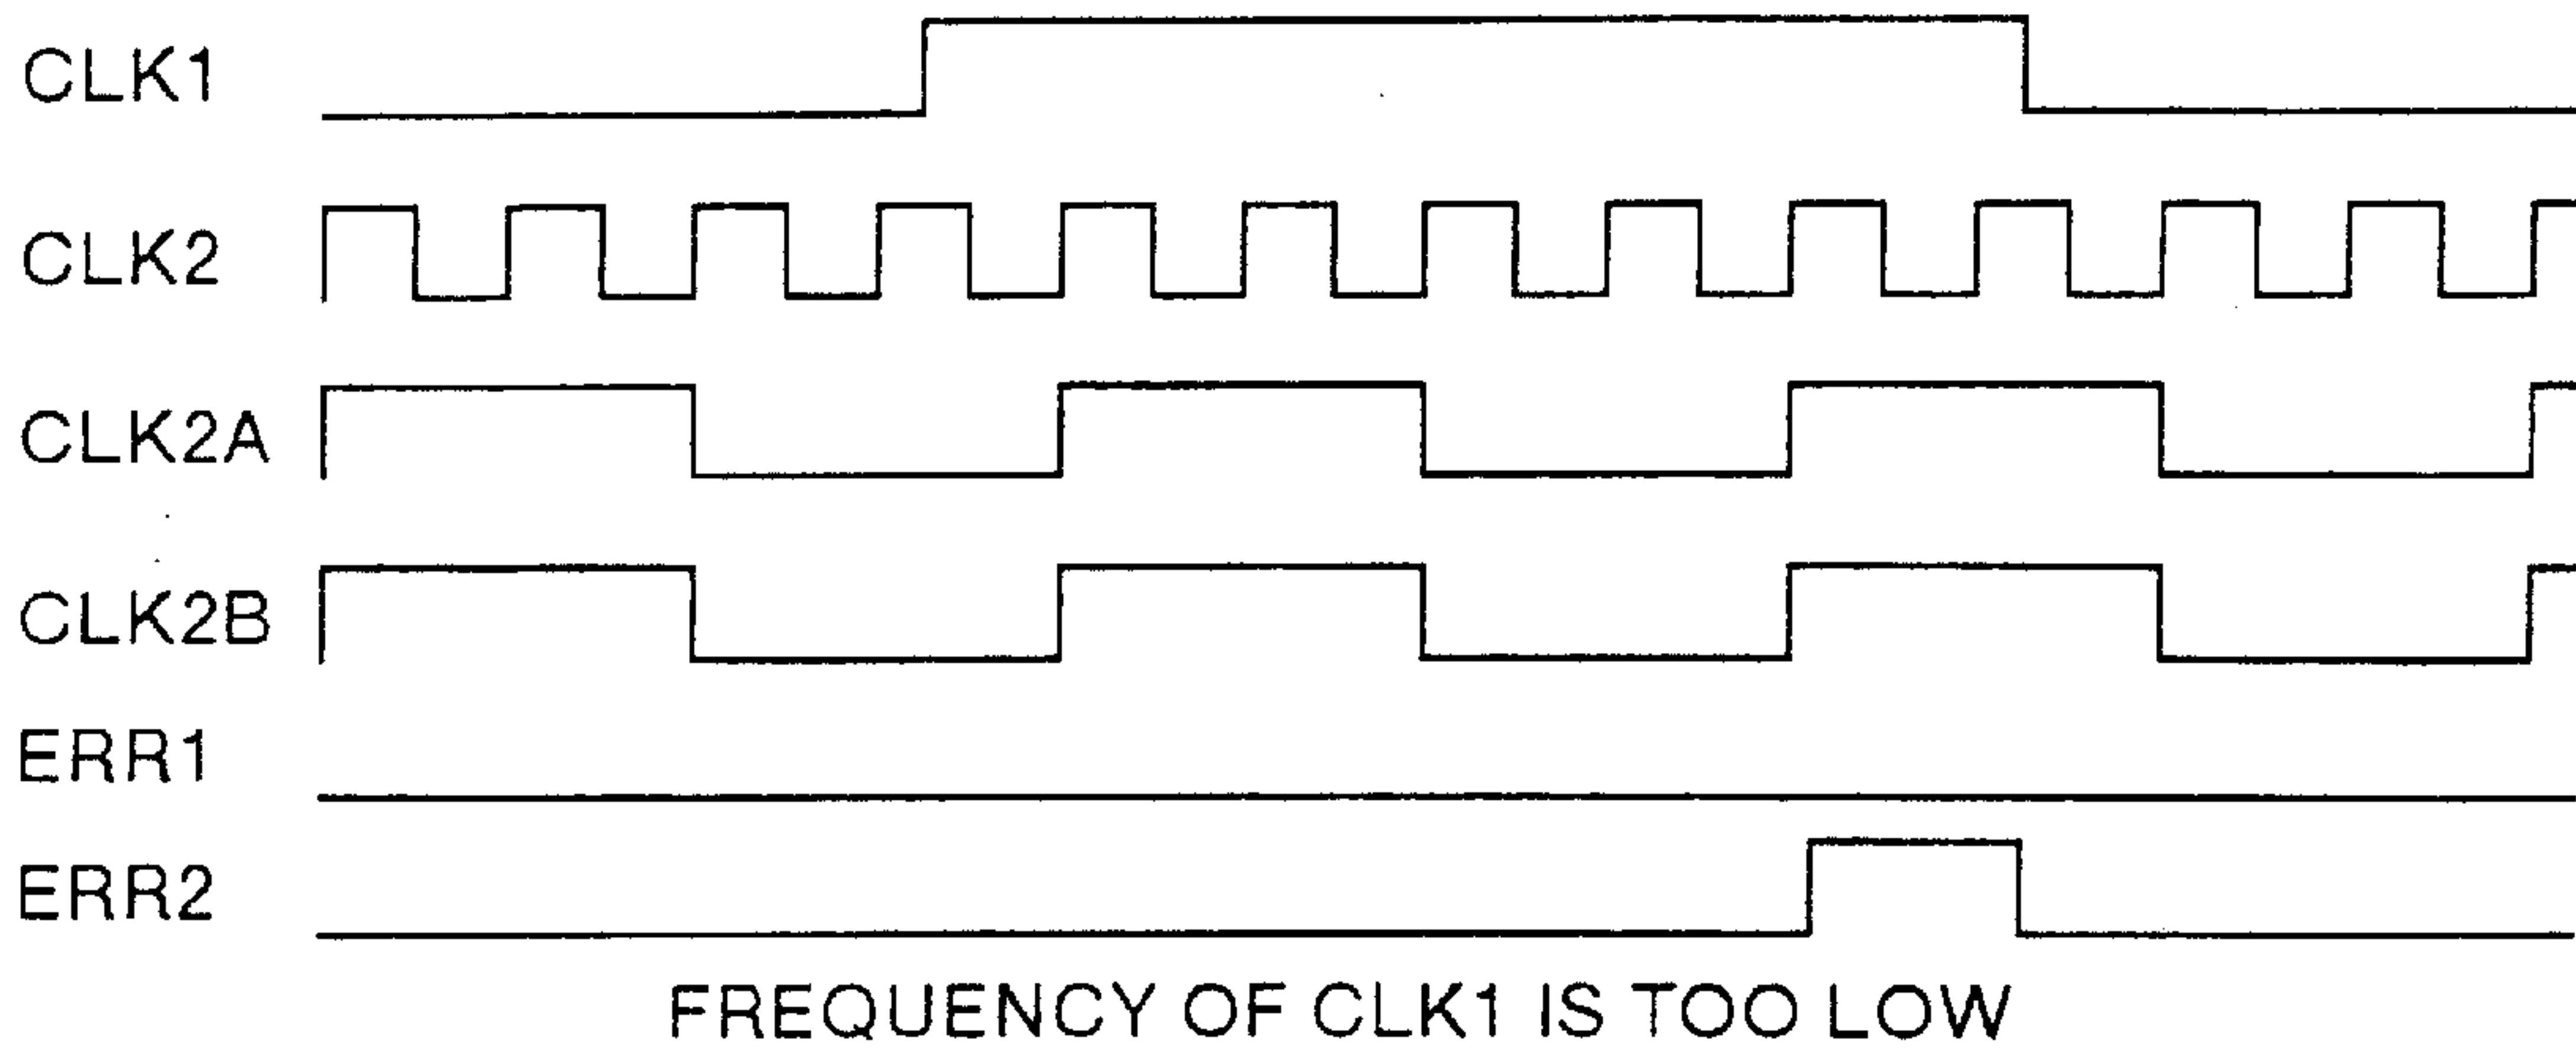 CLK1
CLK2
CLK2A
CLK2B
ERR1
ERR2
FREQUENCY OF CLK1 IS TOO LOW